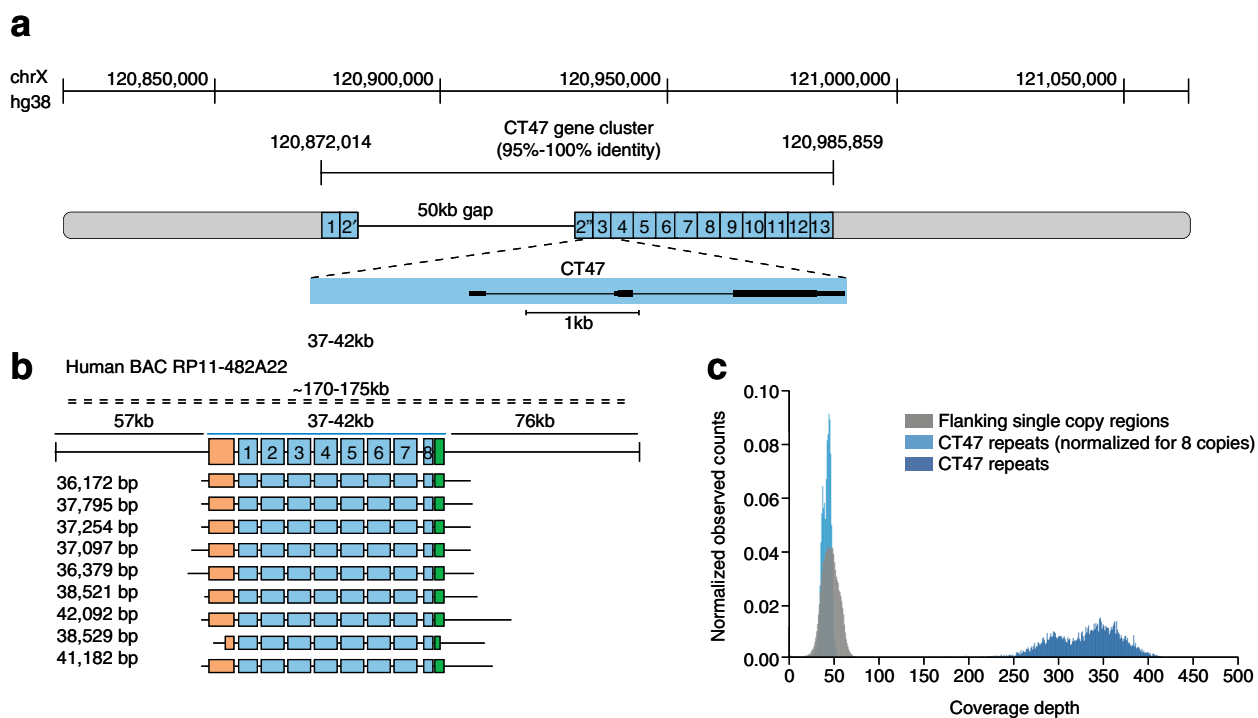 a
chrX
hg38
120,850,000 120,900,000 120,950,000 121,000,000 121,050,000
CT47 gene cluster
(95%-100% identity)
120,872,014 120,985,859
50kb gap
1 2′ 2” 3 4 5 6 7 8 9 10 11 12 13
CT47
1kb
37-42kb
b
Human BAC RP11-482A22
~170-175kb
57kb 37-42kb 76kb
1 2 3 4 5 6 7 8
36,172 bp
37,795 bp
37,254 bp
37,097 bp
36,379 bp
38,521 bp
42,092 bp
38,529 bp
41,182 bp
c
Normalized observed counts
0.10
0.08
0.06
0.04
0.02
0.00
Flanking single copy regions
CT47 repeats (normalized for 8 copies)
CT47 repeats
0 50 100 150 200 250 300 350 400 450 500
Coverage depth